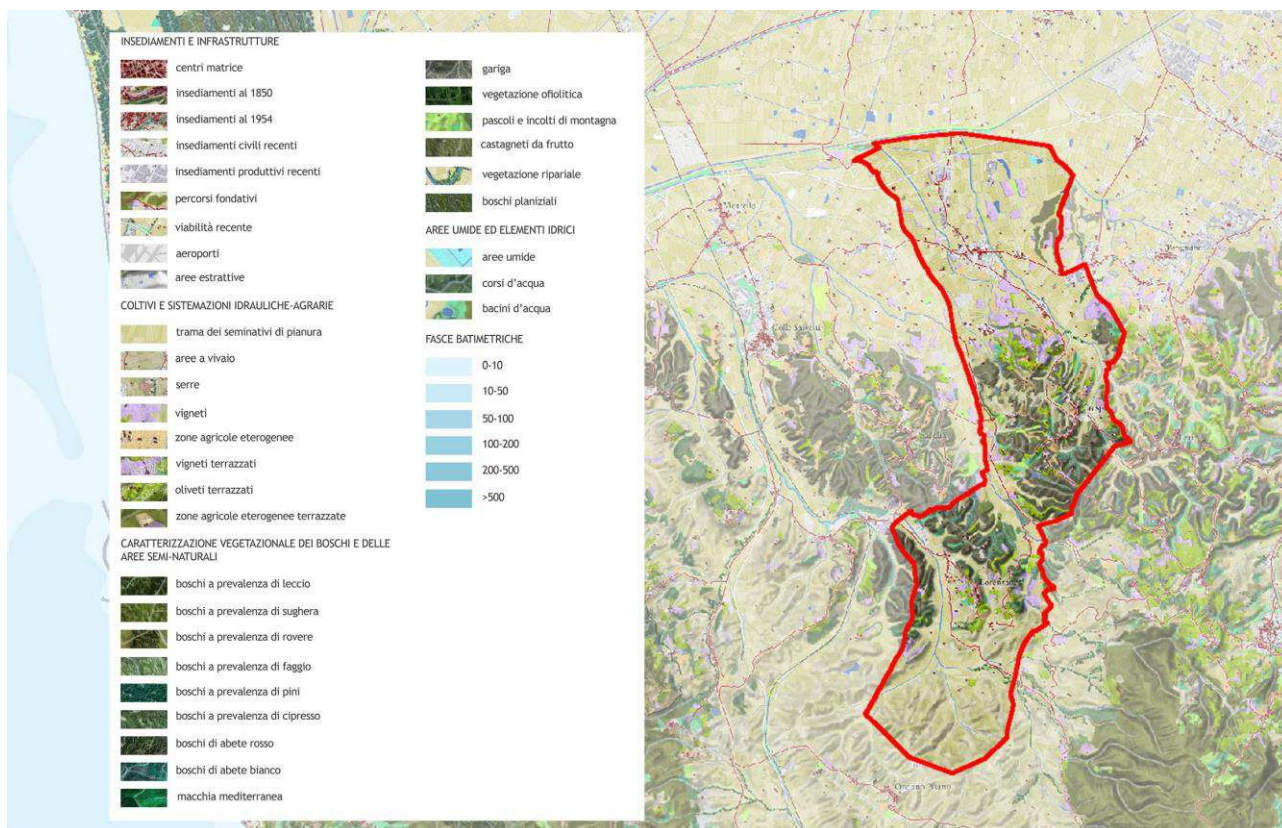 INSEDIAMENTI E INFRASTRUTTURE
centri matrice
insediamenti al 1850
insediamenti al 1954
insediamenti civili recenti
insediamenti produttivi recenti
percorsi fondativi
viabilità recente
aeroporti
aree estrattive
COLTIVI E SISTEMAZIONI IDRAULICHE-AGRARIE
trama dei seminativi di pianura
aree a vivaio
serre
vigneti
zone agricole eterogenee
vigneti terrazzati
oliveti terrazzati
zone agricole eterogenee terrazzate
CARATTERIZZAZIONE VEGETAZIONALE DEI BOSCHI E DELLE
AREE SEMI-NATURALI
boschi a prevalenza di leccio
boschi a prevalenza di sughera
boschi a prevalenza di rovere
boschi a prevalenza di faggio
boschi a prevalenza di pini
boschi a prevalenza di cipresso
boschi di abete rosso
boschi di abete bianco
macchia mediterranea
gariga
vegetazione ofiolitica
pascoli e incolti di montagna
castagneti da frutto
vegetazione ripariale
boschi planiziali
AREE UMIDE ED ELEMENTI IDRICI
aree umide
corsi d'acqua
bacini d'acqua
FASCE BATIMETRICHE
0-10
10-50
50-100
100-200
200-500
>500